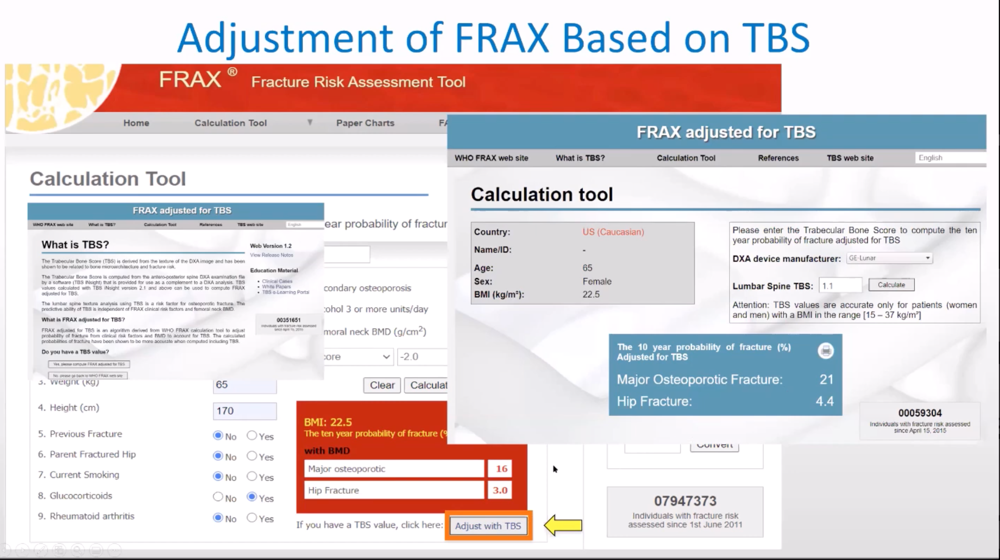 Adjustment of FRAX Based on TBS
FRAX ® Fracture Risk Assessment Tool
Home Calculation Tool ▼ Paper Charts FA
Calculation Tool
FRAX adjusted for TBS
WHO FRAX web site What is TBS? Calculation Tool References TBS web site English
What is TBS?
The Trabecular Bone Score (TBS) is derived from the texture of the DXA image and has been
shown to be related to bone microarchitecture and fracture risk.
The Trabecular Bone Score is computed from the antero-posterior spine DXA examination file
by a software (TBS iNsight) that is provided for use as a complement to a DXA analysis. TBS
values calculated with TBS iNsight version 2.1 and above can be used to compute FRAX
adjusted for TBS.
The lumbar spine texture analysis using TBS is a risk factor for osteoporotic fracture. The
predictive ability of TBS is independent of FRAX clinical risk factors and femoral neck BMD.
What is FRAX adjusted for TBS?
FRAX adjusted for TBS is an algorithm derived from WHO FRAX calculation tool to adjust
probability of fracture from clinical risk factors and BMD to account for TBS. The calculated
probabilities of fracture have been shown to be more accurate when computed including TBS.
Do you have a TBS value?
Yes, please compute FRAX adjusted for TBS
No, please go back to WHO FRAX web site
Web Version 1.2
View Release Notes
Education Material
• Clinical Cases
• White Papers
• TBS e-Learning Portal
00351651
Individuals with fracture risk assessed
since April 15, 2015
ear probability of fractur
condary osteoporosis
cohol 3 or more units/day
moral neck BMD (g/cm²)
core -2.0
Clear Calculat
3. Weight (kg) 65
4. Height (cm) 170
5. Previous Fracture No Yes
6. Parent Fractured Hip No Yes
7. Current Smoking No Yes
8. Glucocorticoids No Yes
9. Rheumatoid arthritis No Yes
BMI: 22.5
The ten year probability of fracture (%
with BMD
Major osteoporotic 16
Hip Fracture 3.0
If you have a TBS value, click here: Adjust with TBS
FRAX adjusted for TBS
WHO FRAX web site What is TBS? Calculation Tool References TBS web site English
Calculation tool
Country: US (Caucasian)
Name/ID: -
Age: 65
Sex: Female
BMI (kg/m²): 22.5
Please enter the Trabecular Bone Score to compute the ten
year probability of fracture adjusted for TBS
DXA device manufacturer: GE-Lunar
Lumbar Spine TBS: 1.1 Calculate
Attention: TBS values are accurate only for patients (women
and men) with a BMI in the range [15 – 37 kg/m²]
The 10 year probability of fracture (%)
Adjusted for TBS
Major Osteoporotic Fracture: 21
Hip Fracture: 4.4
00059304
Individuals with fracture risk assessed
since April 15, 2015
Convert
07947373
Individuals with fracture risk
assessed since 1st June 2011